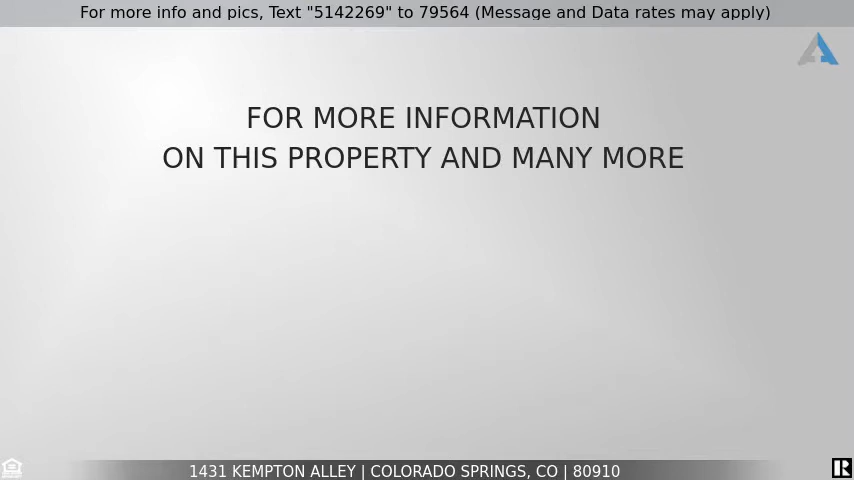 For more info and pics, Text "5142269" to 79564 (Message and Data rates may apply)
FOR MORE INFORMATION
ON THIS PROPERTY AND MANY MORE
1431 KEMPTON ALLEY | COLORADO SPRINGS, CO | 80910